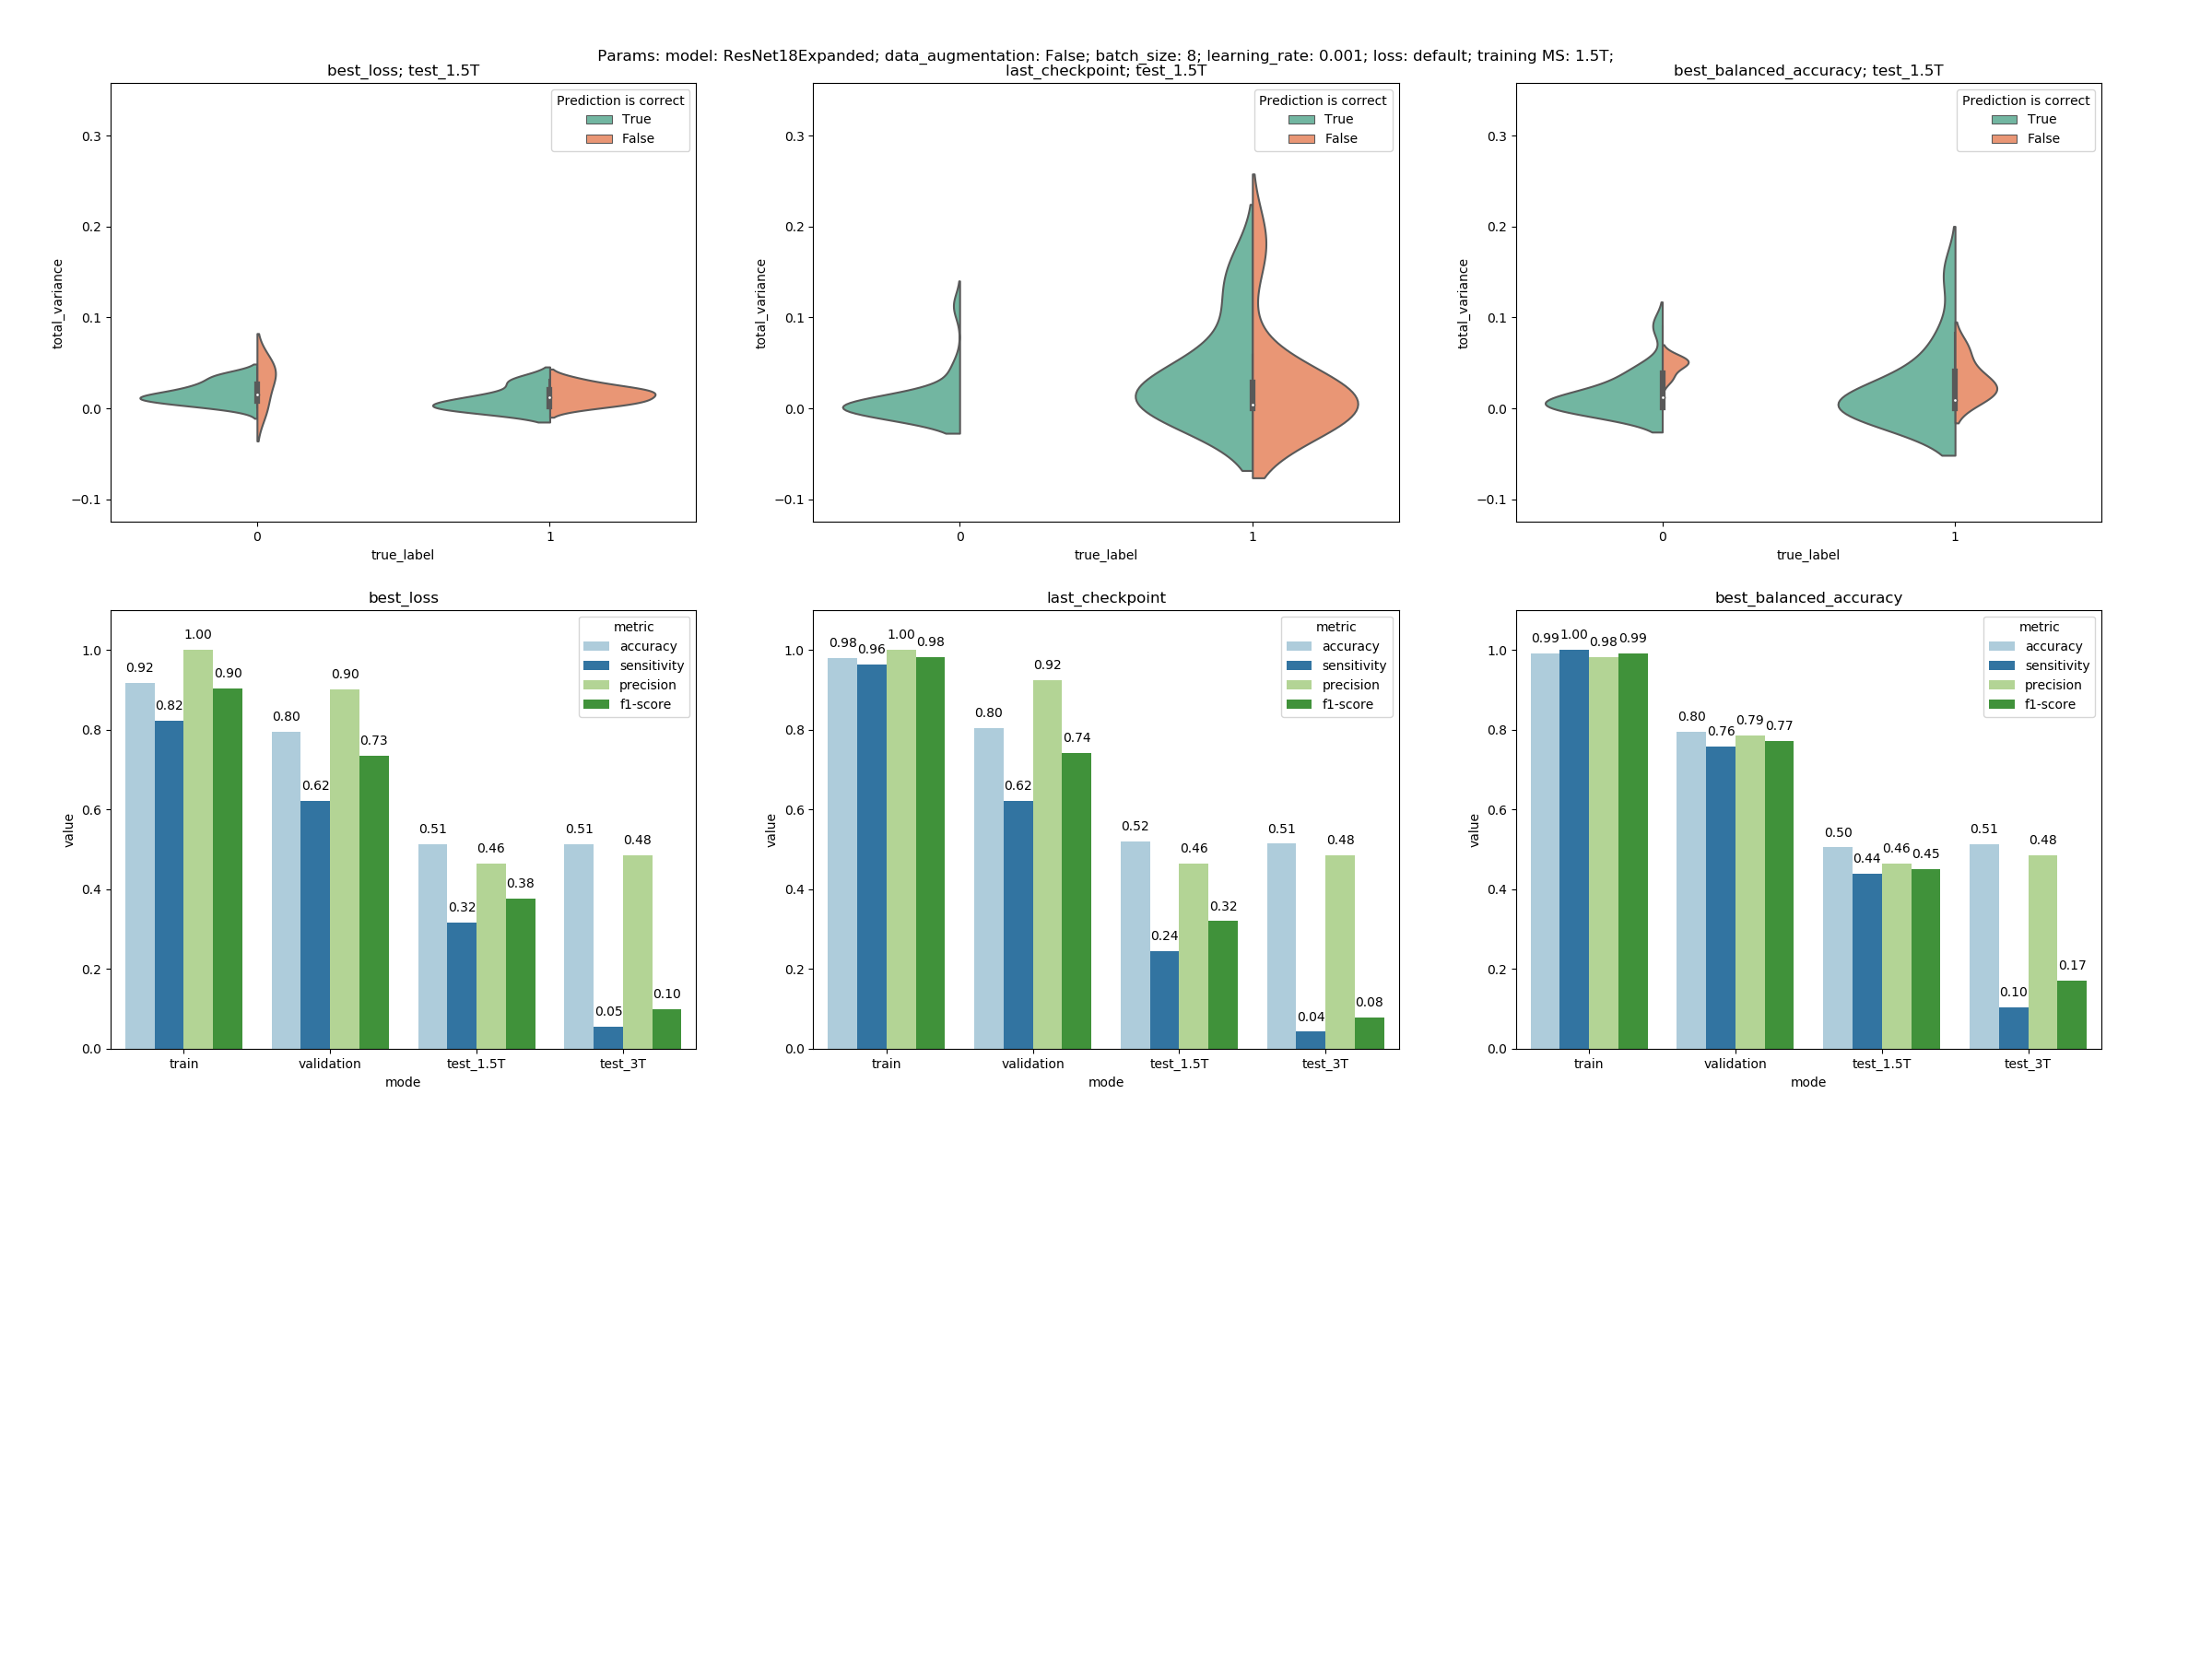 Params: model: ResNet18Expanded; data_augmentation: False; batch_size: 8; learning_rate: 0.001; loss: default; training MS: 1.5T;
best_loss; test_1.5T
Prediction is correct
True
False
0.3
0.2
0.1
0.0
−0.1
total_variance
0
1
true_label
last_checkpoint; test_1.5T
Prediction is correct
True
False
0.3
0.2
0.1
0.0
−0.1
total_variance
0
1
true_label
best_balanced_accuracy; test_1.5T
Prediction is correct
True
False
0.3
0.2
0.1
0.0
−0.1
total_variance
0
1
true_label
best_loss
metric
accuracy
sensitivity
precision
f1-score
1.0
0.8
0.6
0.4
0.2
0.0
value
0.92
0.82
1.00
0.90
0.80
0.62
0.90
0.73
0.51
0.32
0.46
0.38
0.51
0.05
0.48
0.10
train
validation
test_1.5T
test_3T
mode
last_checkpoint
metric
accuracy
sensitivity
precision
f1-score
1.0
0.8
0.6
0.4
0.2
0.0
value
0.98
0.96
1.00
0.98
0.80
0.62
0.92
0.74
0.52
0.24
0.46
0.32
0.51
0.04
0.48
0.08
train
validation
test_1.5T
test_3T
mode
best_balanced_accuracy
metric
accuracy
sensitivity
precision
f1-score
1.0
0.8
0.6
0.4
0.2
0.0
value
0.99
1.00
0.98
0.99
0.80
0.76
0.79
0.77
0.50
0.44
0.46
0.45
0.51
0.10
0.48
0.17
train
validation
test_1.5T
test_3T
mode